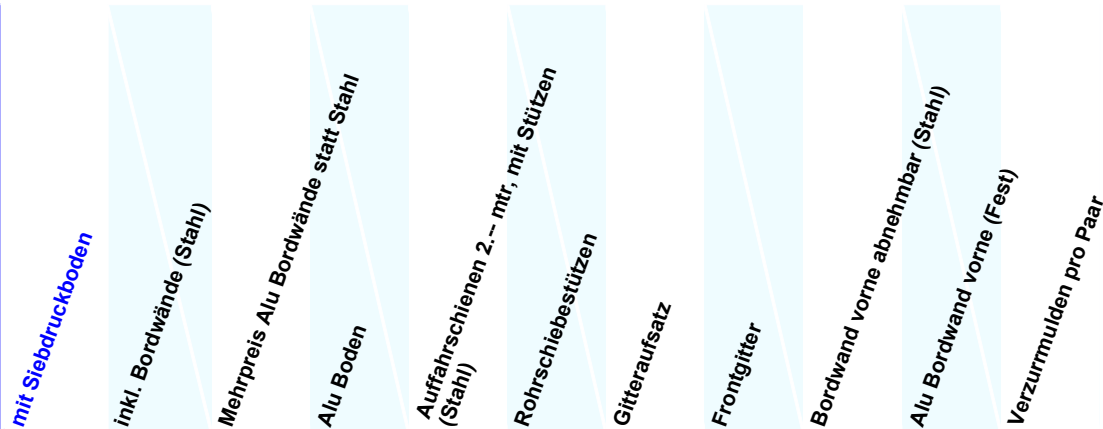 mit Siebdruckboden
inkl. Bordwände (Stahl)
Mehrpreis Alu Bordwände statt Stahl
Alu Boden
Auffahrschienen 2.-- mtr, mit Stützen
(Stahl)
Rohrschiebestützen
Gitteraufsatz
Frontgitter
Bordwand vorne abnehmbar (Stahl)
Alu Bordwand vorne (Fest)
Verzurrmulden pro Paar